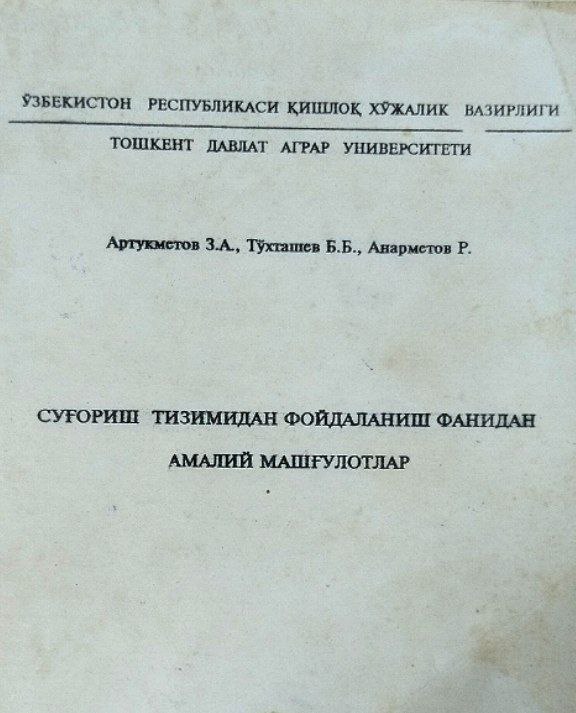 ЎЗБЕКИСТОН РЕСПУБЛИКАСИ ҚИШЛОҚ ХЎЖАЛИК ВАЗИРЛИГИ
ТОШКЕНТ ДАВЛАТ АГРАР УНИВЕРСИТЕТИ
Артукметов З.А., Тўхташев Б.Б., Анарметов Р.
СУҒОРИШ ТИЗИМИДАН ФОЙДАЛАНИШ ФАНИДАН
АМАЛИЙ МАШҒУЛОТЛАР